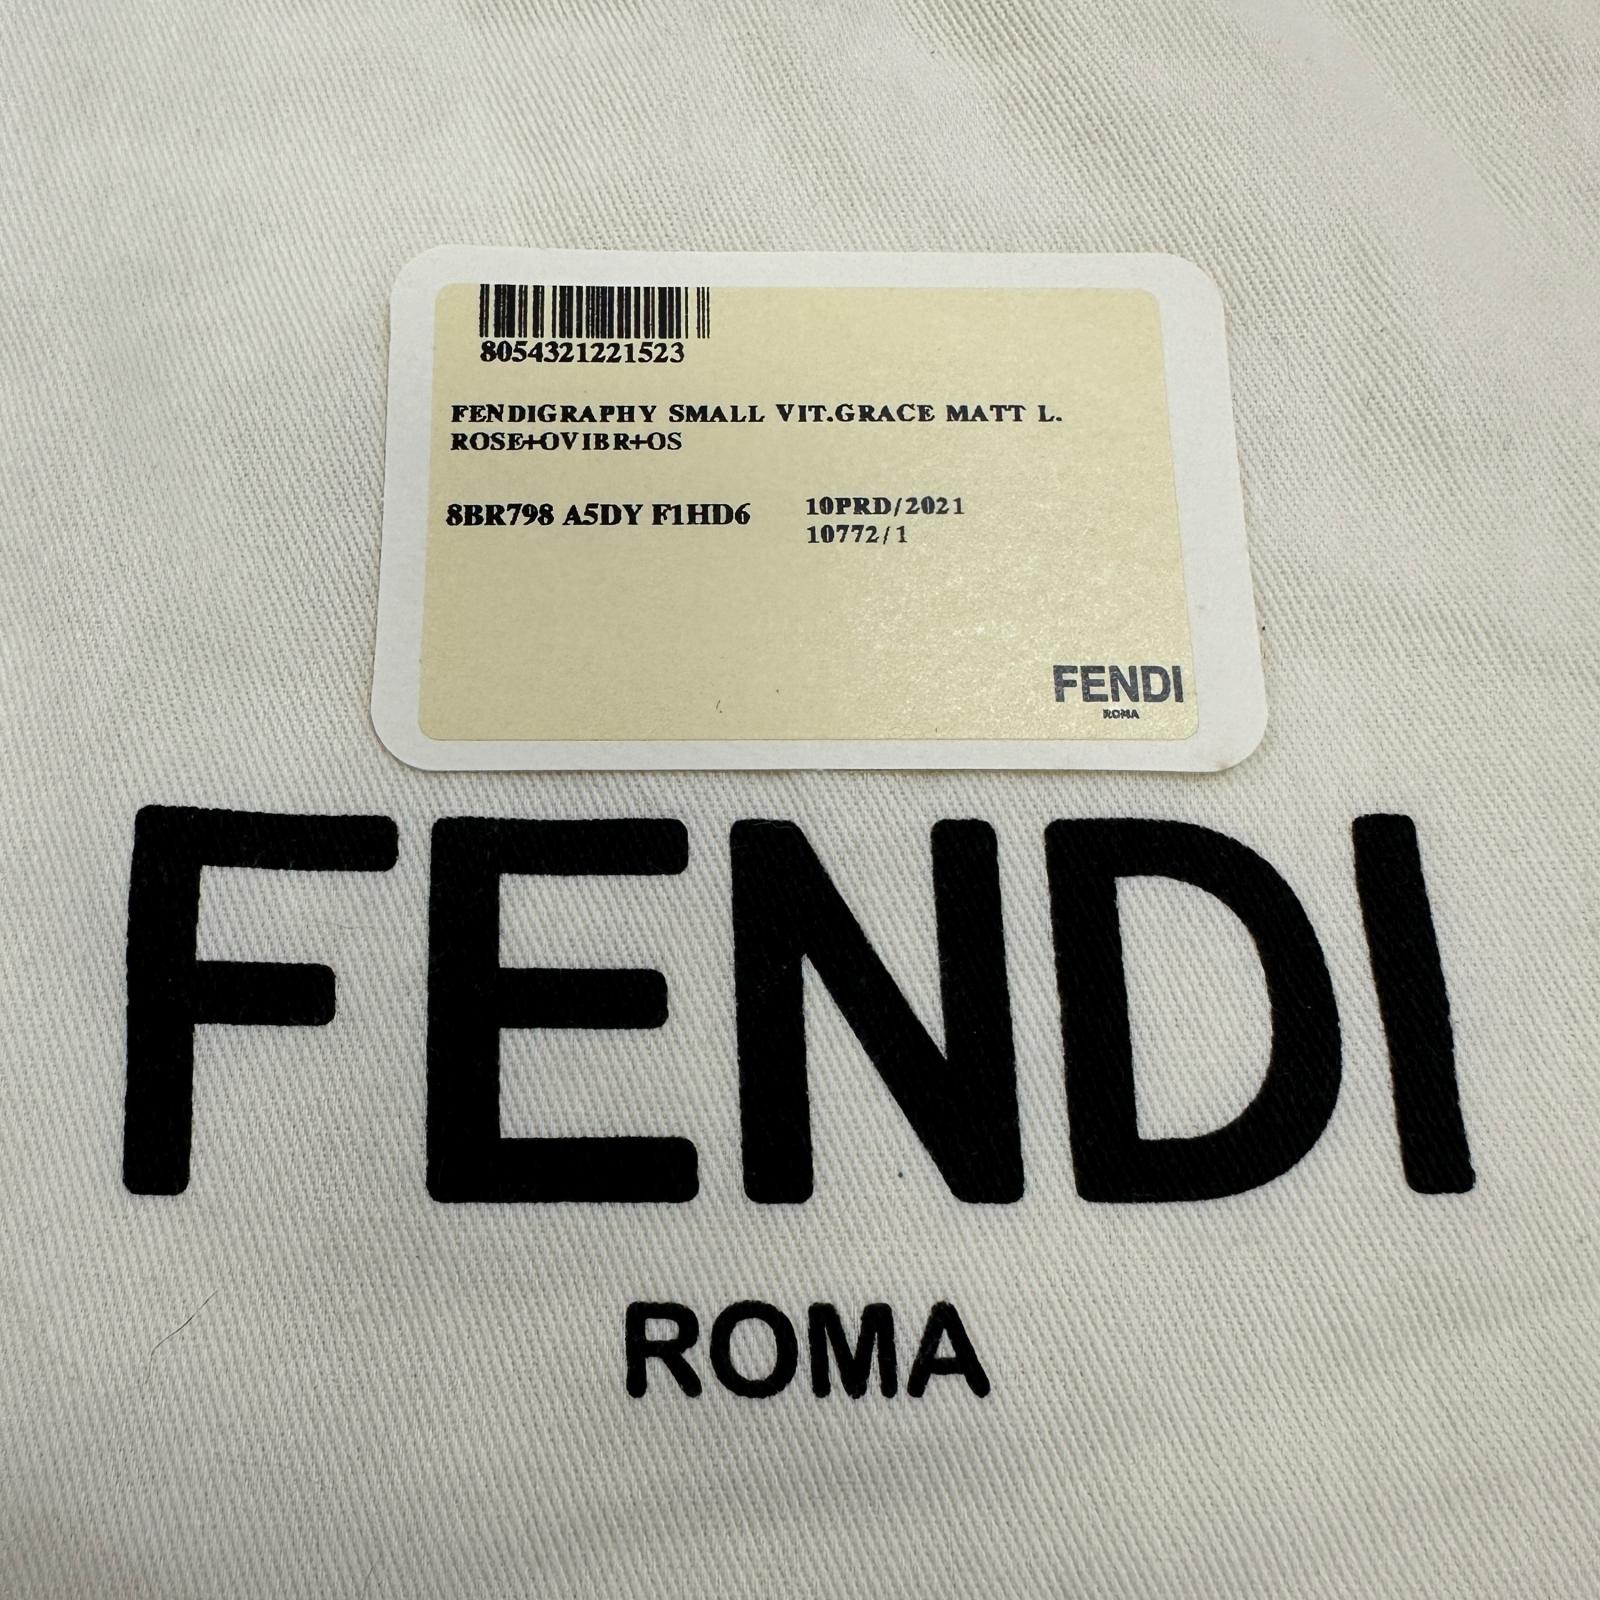 8054321221523
FENDIGRAPHY SMALL VIT.GRACE MATT L.
ROSE+OVIBR+OS
8BR798 A5DY F1HD6
10PRD/2021
10772/1
FENDI
ROMA
FENDI
ROMA